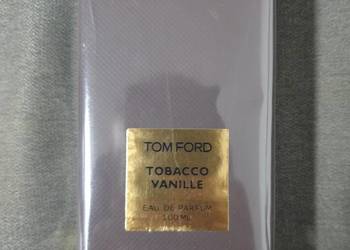 TOM FORD
TOBACCO
VANILLE
EAU DE PARFUM
100 ML